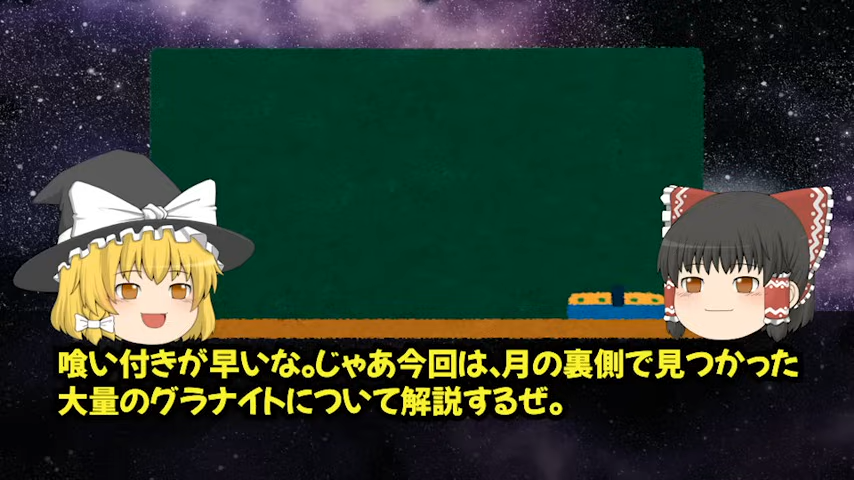 喰い付きが早いな。じゃあ今回は、月の裏側で見つかった
大量のグラナイトについて解説するぜ。